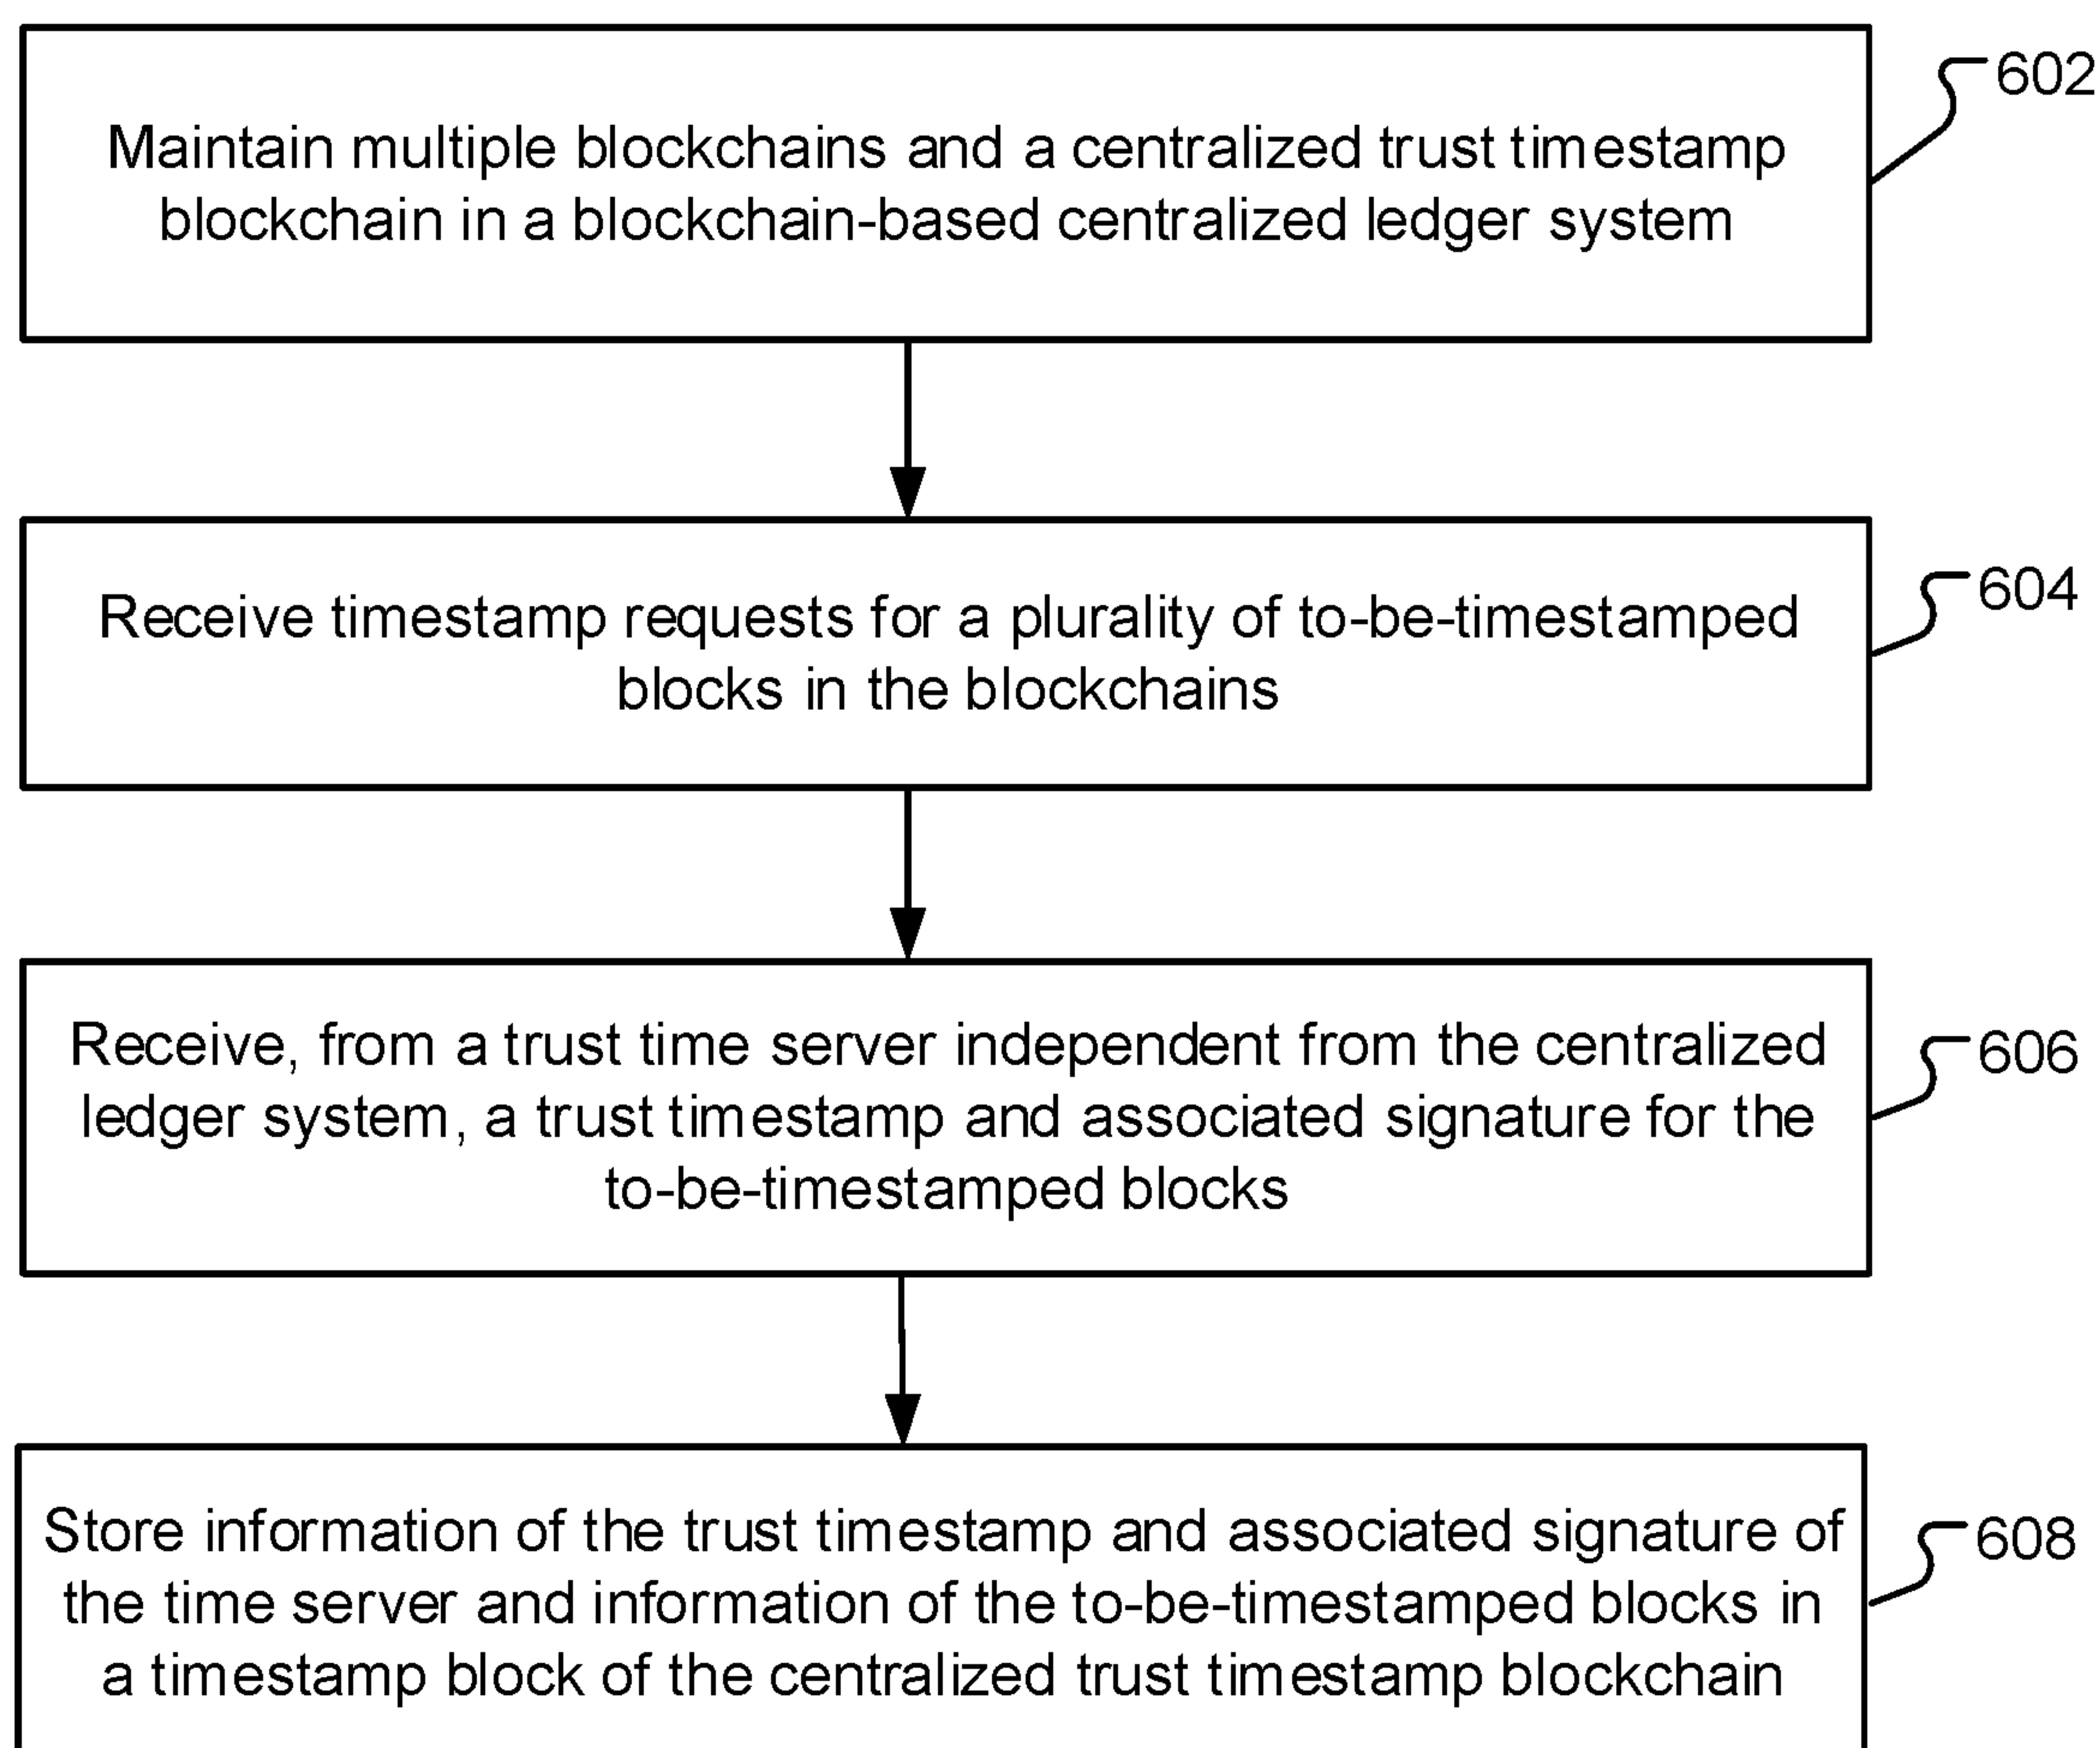 602
Maintain multiple blockchains and a centralized trust timestamp
blockchain in a blockchain-based centralized ledger system
604
Receive timestamp requests for a plurality of to-be-timestamped
blocks in the blockchains
606
Receive, from a trust time server independent from the centralized
ledger system, a trust timestamp and associated signature for the
to-be-timestamped blocks
608
Store information of the trust timestamp and associated signature of
the time server and information of the to-be-timestamped blocks in
a timestamp block of the centralized trust timestamp blockchain